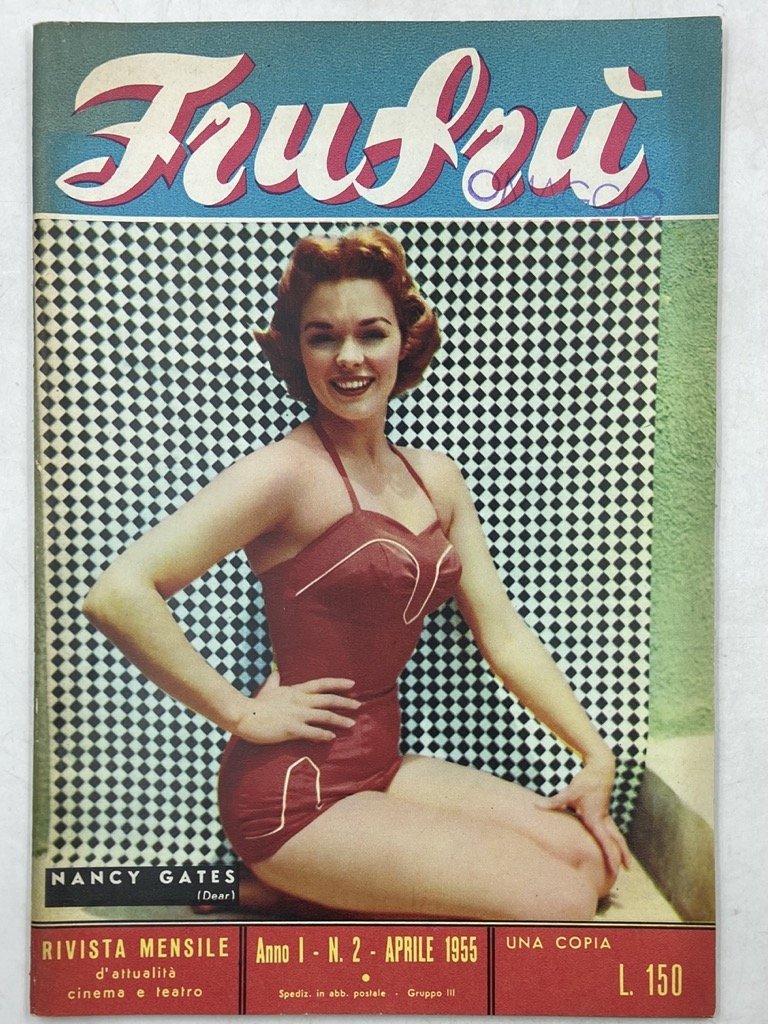 Frufrù
OMAGGIO
NANCY GATES
(Dear)
RIVISTA MENSILE
d'attualità
cinema e teatro
Anno I - N. 2 - APRILE 1955
Spediz. in abb. postale - Gruppo III
UNA COPIA
L. 150